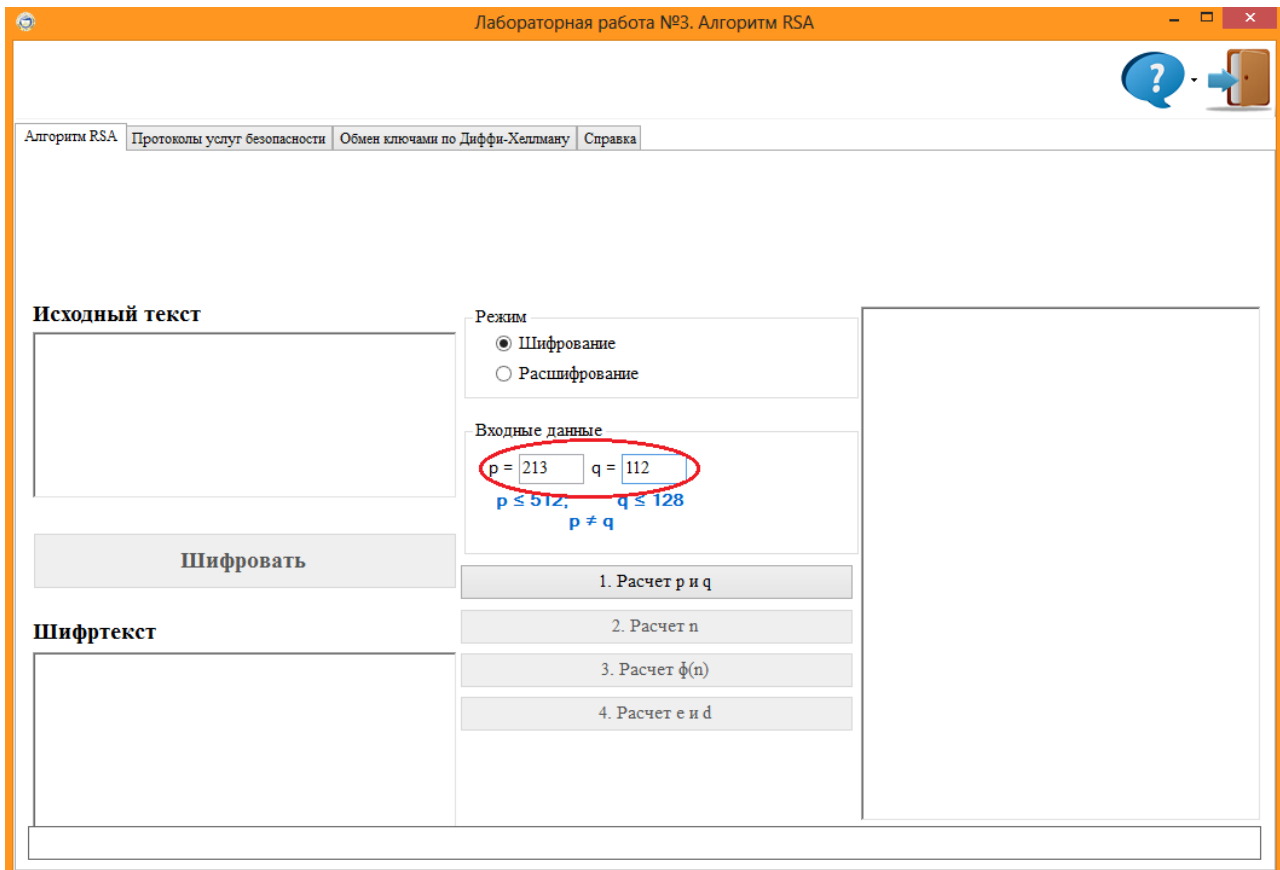 Лабораторная работа №3. Алгоритм RSA
?
Алгоритм RSA Протоколы услуг безопасности Обмен ключами по Диффи-Хеллману Справка
Исходный текст
Шифровать
Шифртекст
Режим
Шифрование
Расшифрование
Входные данные
p = 213 q = 112
p ≤ 512, q ≤ 128
p ≠ q
1. Расчет p и q
2. Расчет n
3. Расчет ϕ(n)
4. Расчет e и d